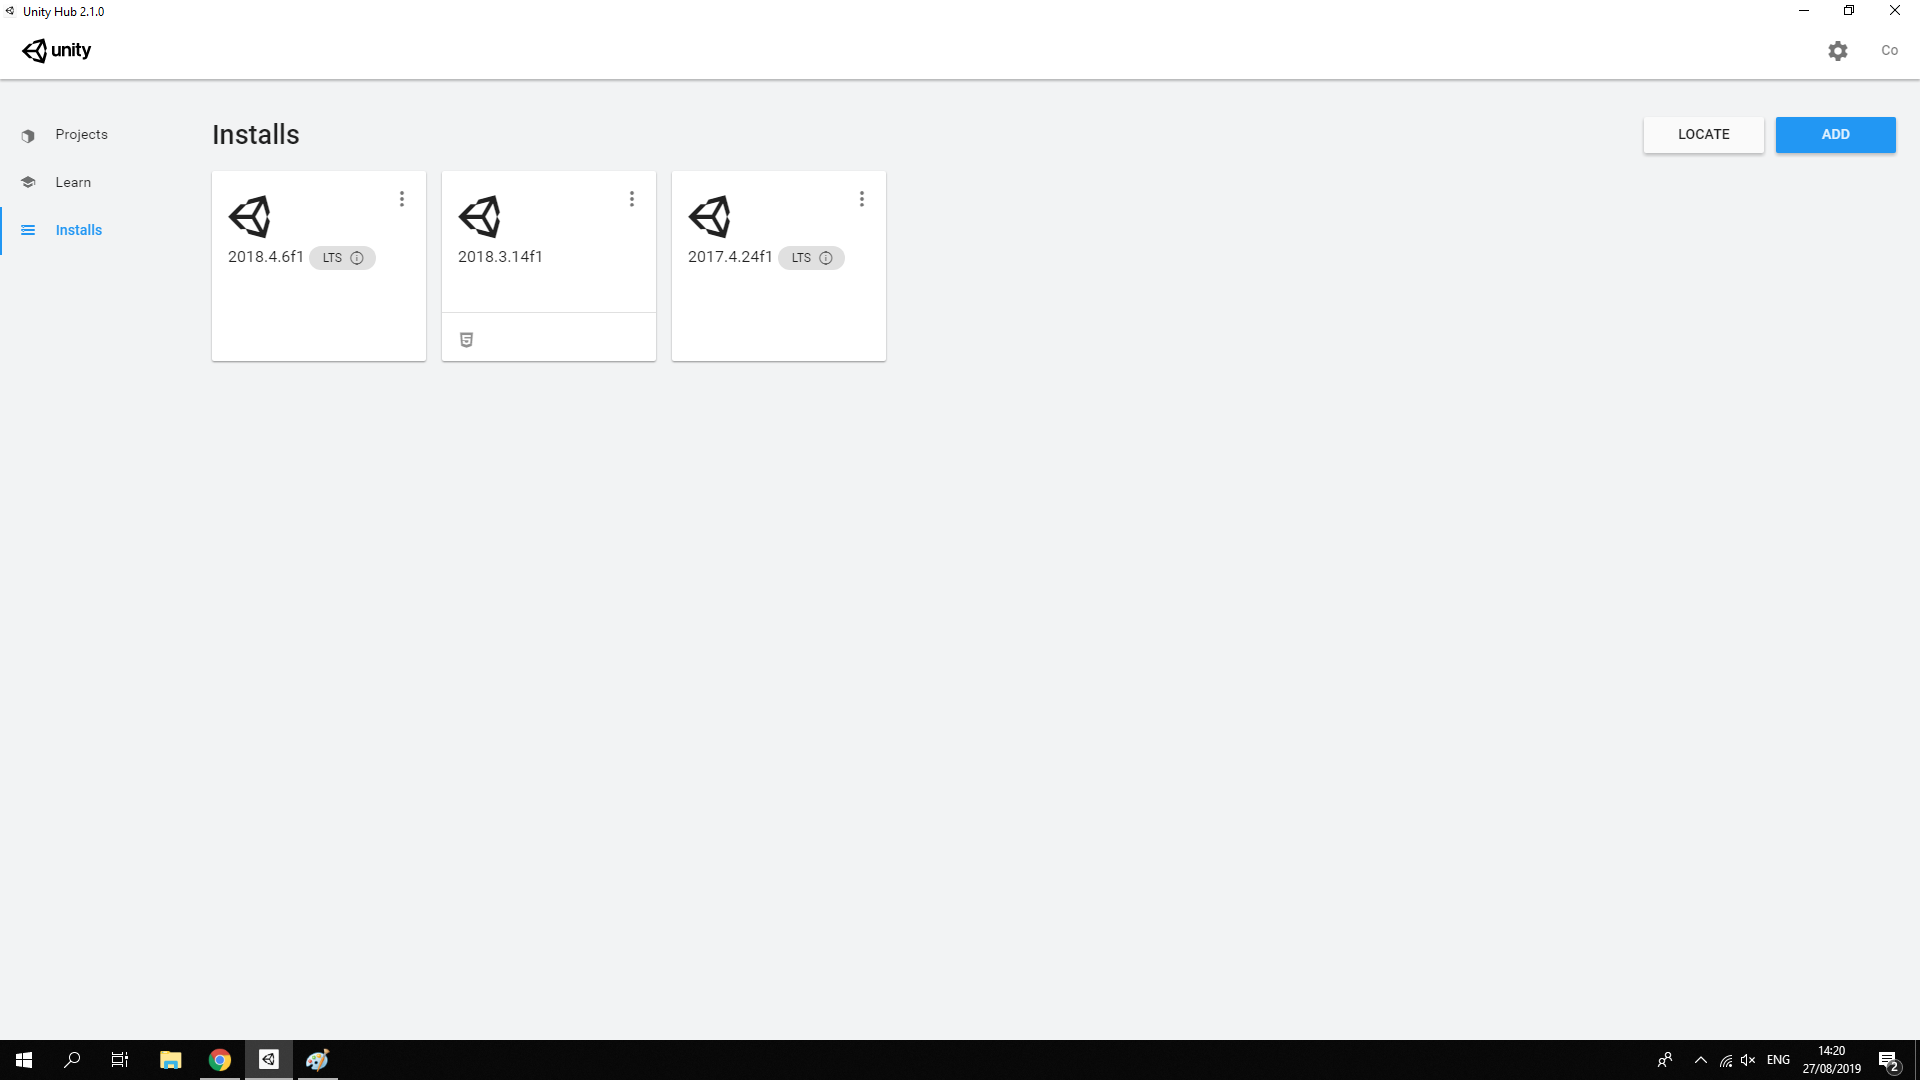 Unity Hub 2.1.0
unity
Co
Projects
Learn
Installs
Installs
LOCATE
ADD
2018.4.6f1 LTS
2018.3.14f1
2017.4.24f1 LTS
ENG
14:20
27/08/2019
2